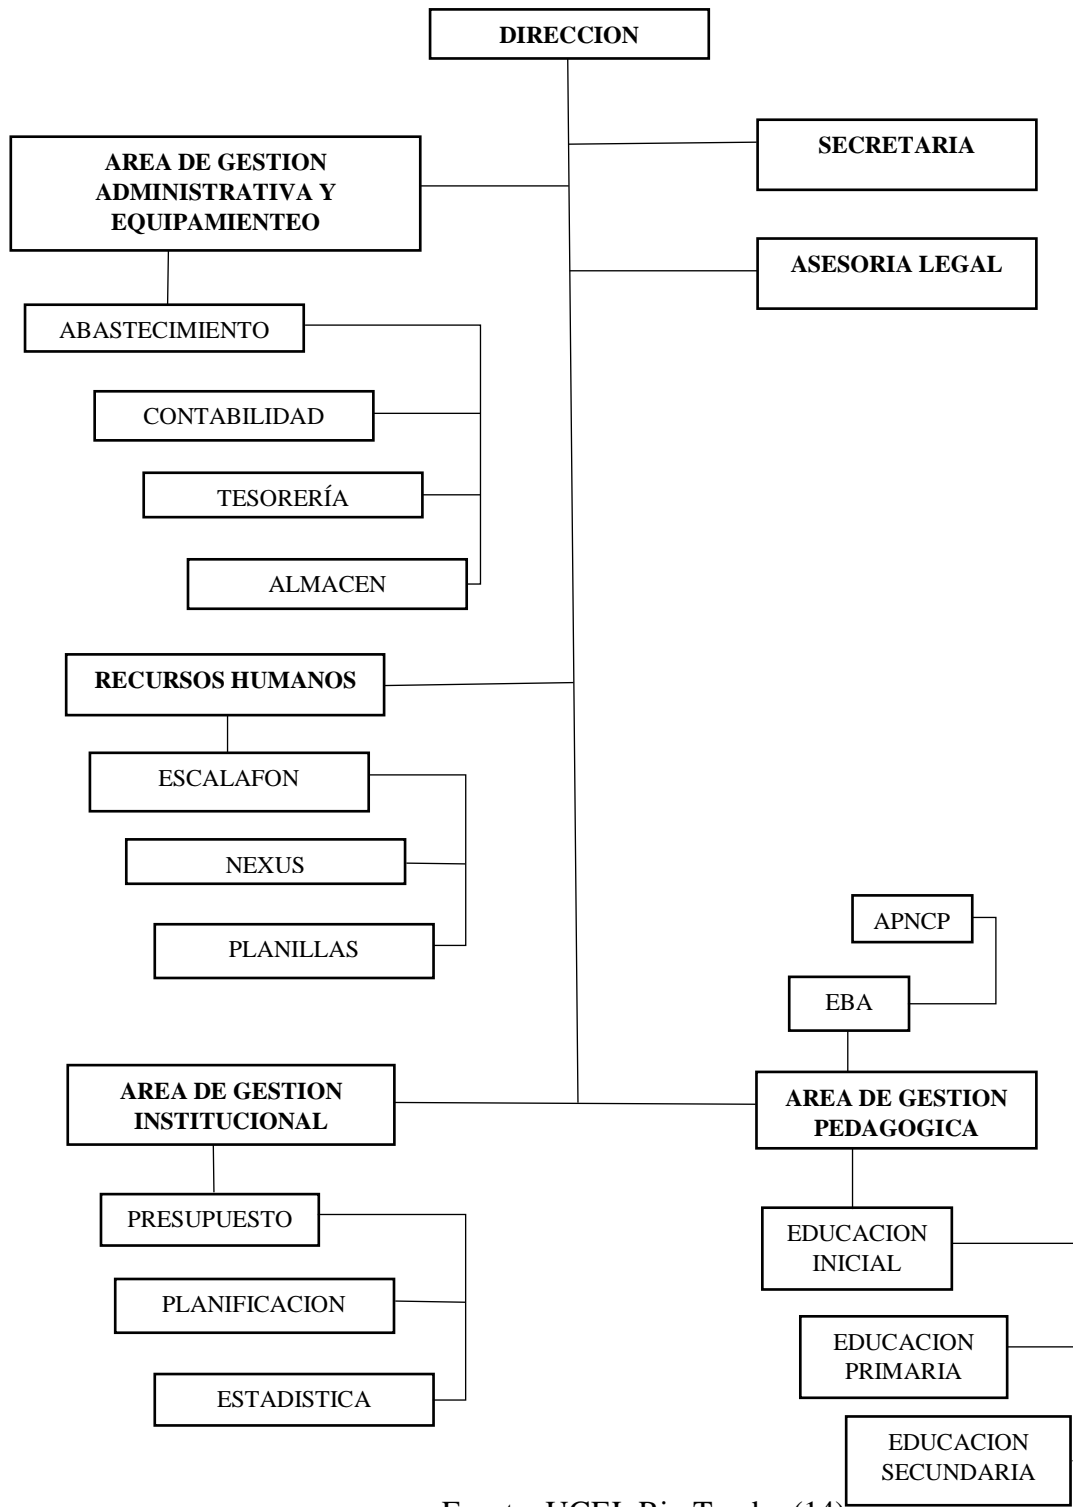 DIRECCION
SECRETARIA
AREA DE GESTION
ADMINISTRATIVA Y
EQUIPAMIENTEO
ASESORIA LEGAL
ABASTECIMIENTO
CONTABILIDAD
TESORERÍA
ALMACEN
RECURSOS HUMANOS
ESCALAFON
NEXUS
PLANILLAS
APNCP
EBA
AREA DE GESTION
INSTITUCIONAL
AREA DE GESTION
PEDAGOGICA
PRESUPUESTO
PLANIFICACION
ESTADISTICA
EDUCACION
INICIAL
EDUCACION
PRIMARIA
EDUCACION
SECUNDARIA